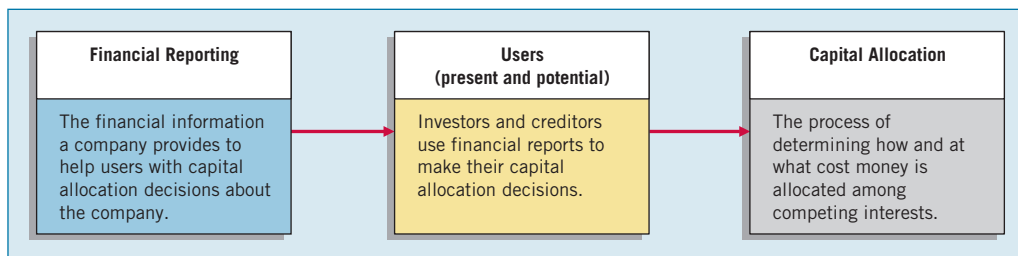 Financial Reporting
The financial information
a company provides to
help users with capital
allocation decisions about
the company.
Users
(present and potential)
Investors and creditors
use financial reports to
make their capital
allocation decisions.
Capital Allocation
The process of
determining how and at
what cost money is
allocated among
competing interests.